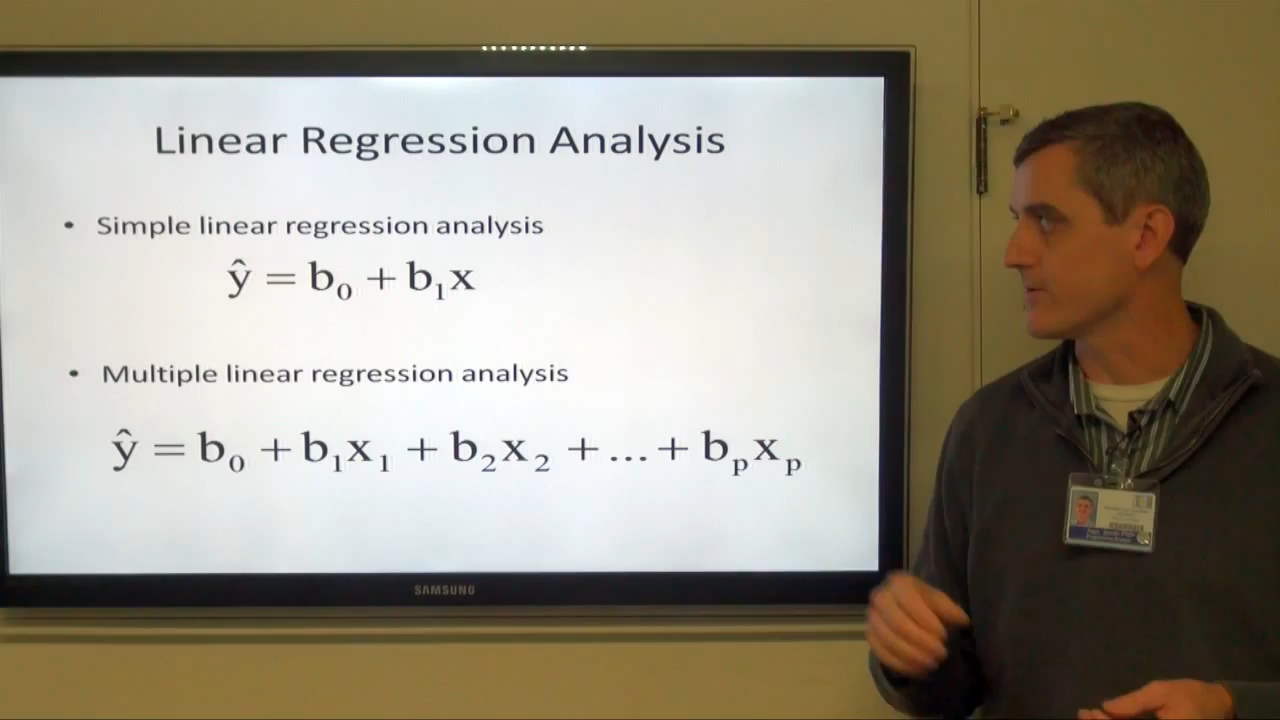 Linear Regression Analysis
• Simple linear regression analysis
ŷ = b₀ + b₁x
• Multiple linear regression analysis
ŷ = b₀ + b₁x₁ + b₂x₂ + ... + bₚxₚ
SAMSUNG